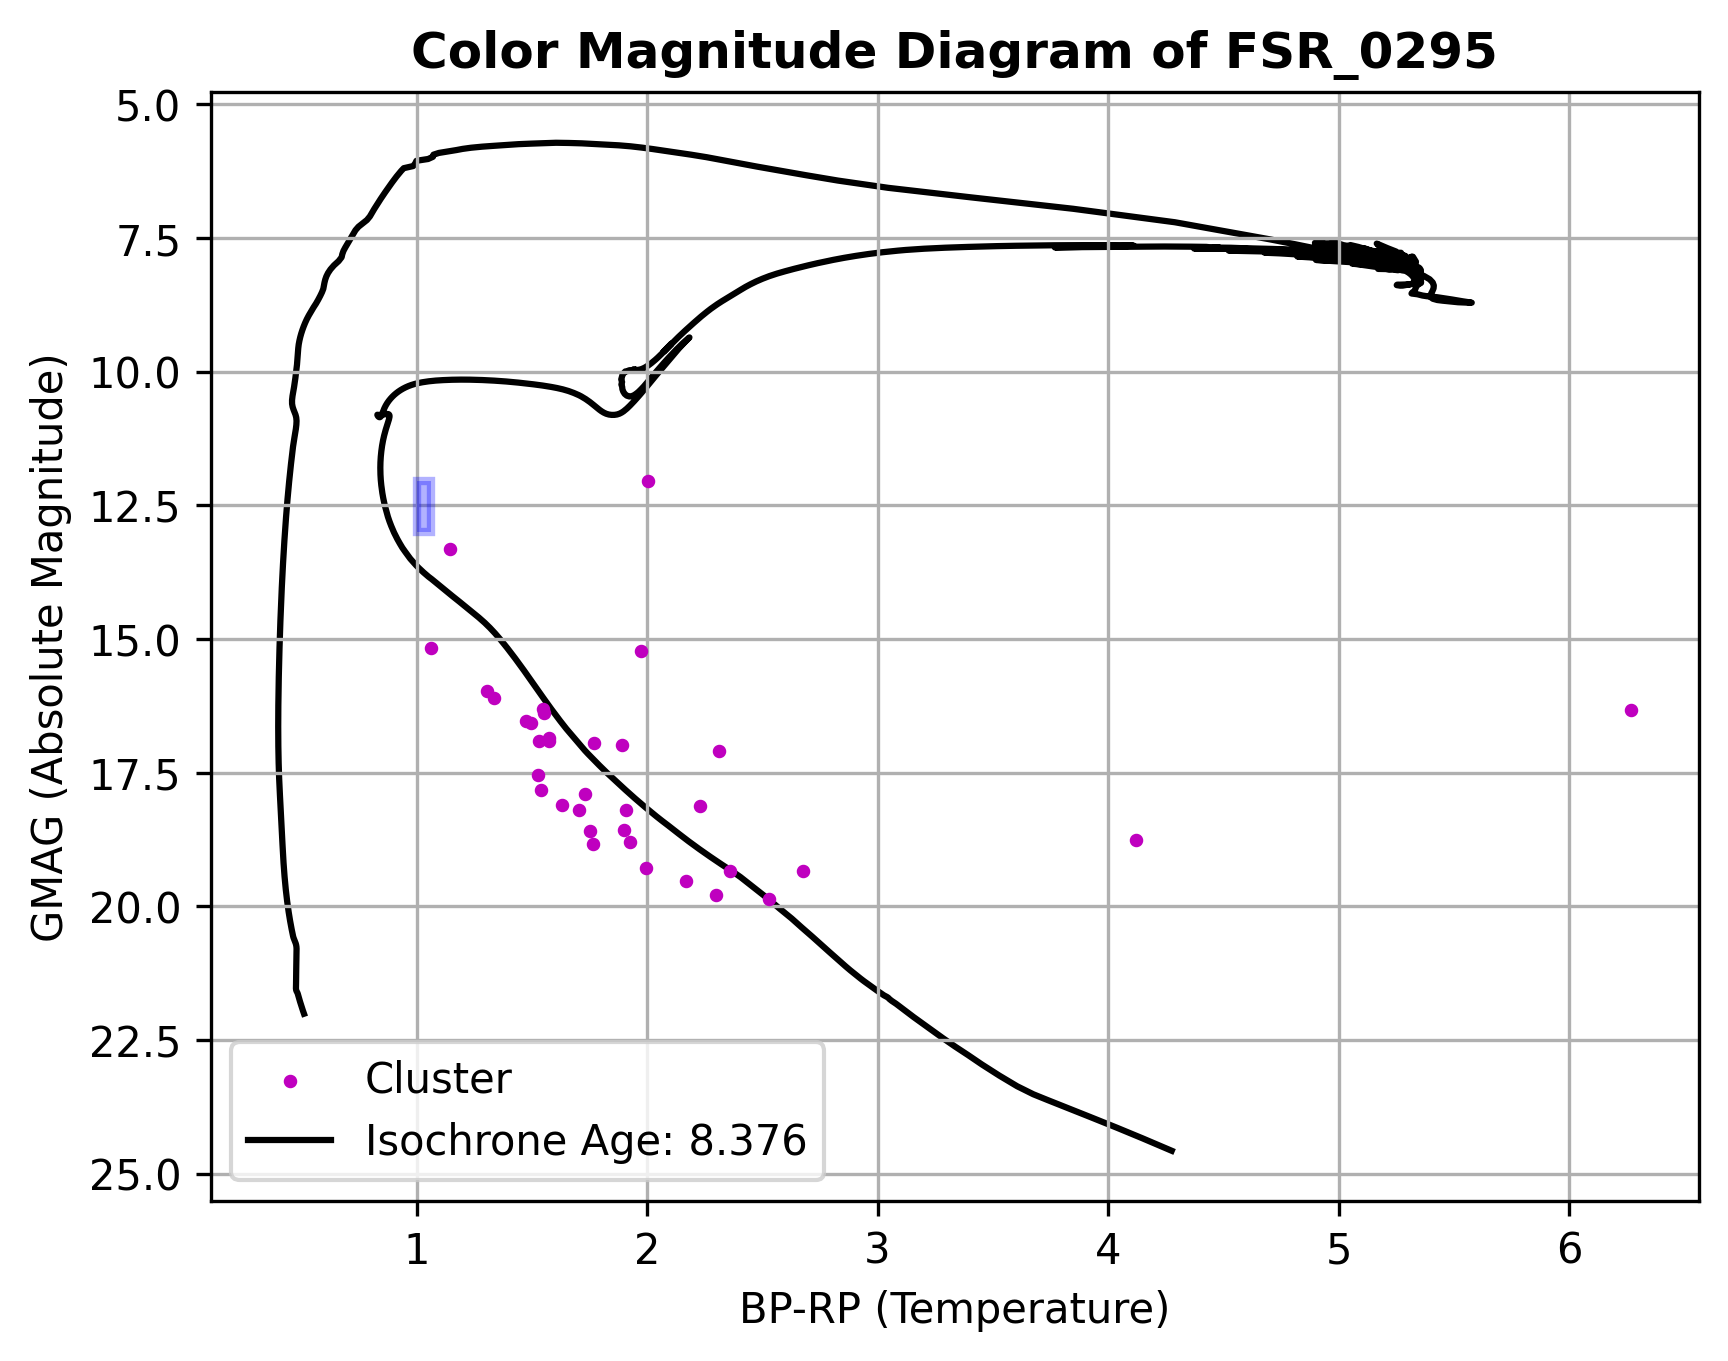 Color Magnitude Diagram of FSR_0295
GMAG (Absolute Magnitude)
5.0
7.5
10.0
12.5
15.0
17.5
20.0
22.5
25.0
Cluster
Isochrone Age: 8.376
1 2 3 4 5 6
BP-RP (Temperature)